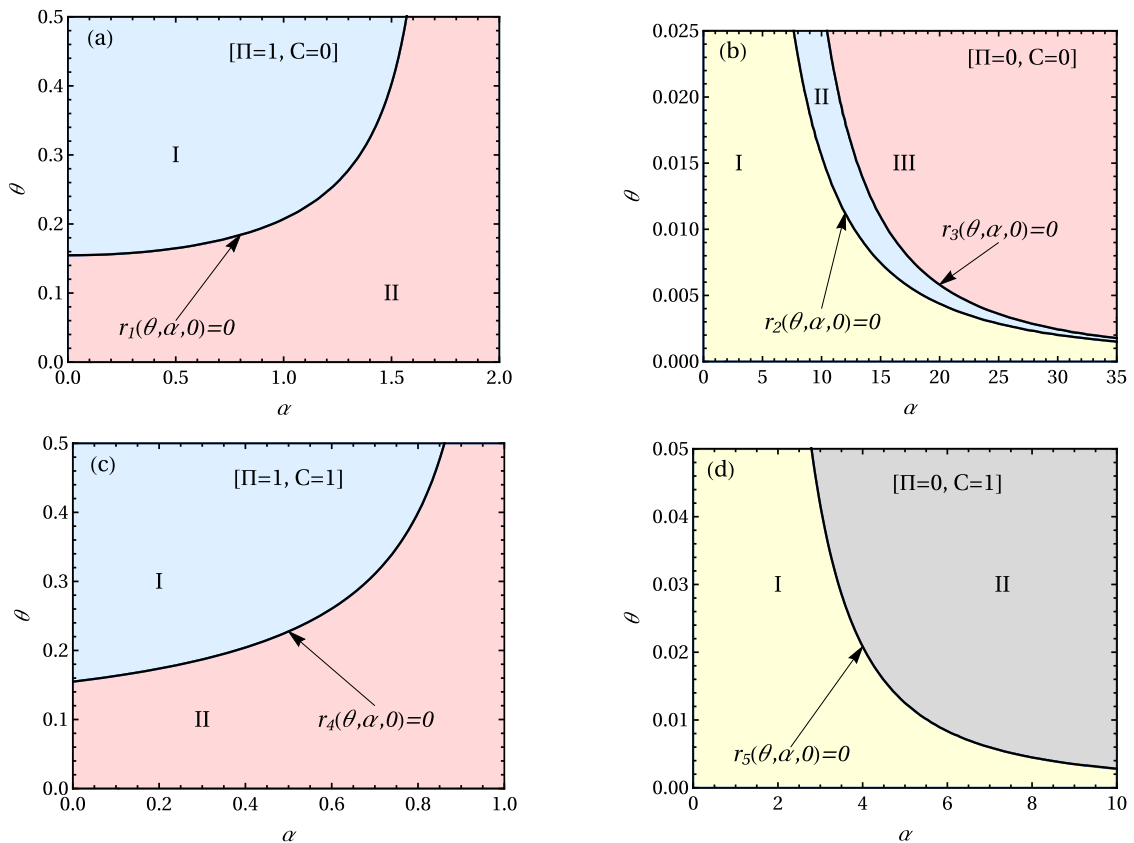 (a)
[Π=1, C=0]
I
II
r1(θ,α,0)=0
θ
0.5
0.4
0.3
0.2
0.1
0.0
0.0 0.5 1.0 1.5 2.0
α
(b)
[Π=0, C=0]
I
II
III
r3(θ,α,0)=0
r2(θ,α,0)=0
θ
0.025
0.020
0.015
0.010
0.005
0.000
0 5 10 15 20 25 30 35
α
(c)
[Π=1, C=1]
I
II
r4(θ,α,0)=0
θ
0.5
0.4
0.3
0.2
0.1
0.0
0.0 0.2 0.4 0.6 0.8 1.0
α
(d)
[Π=0, C=1]
I
II
r5(θ,α,0)=0
θ
0.05
0.04
0.03
0.02
0.01
0.00
0 2 4 6 8 10
α